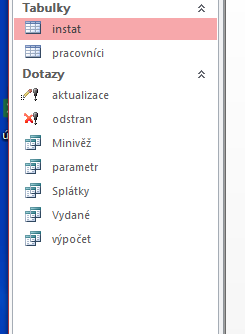 Tabulky
instat
pracovníci
Dotazy
aktualizace
odstran
Minivěž
parametr
Splátky
Vydané
výpočet